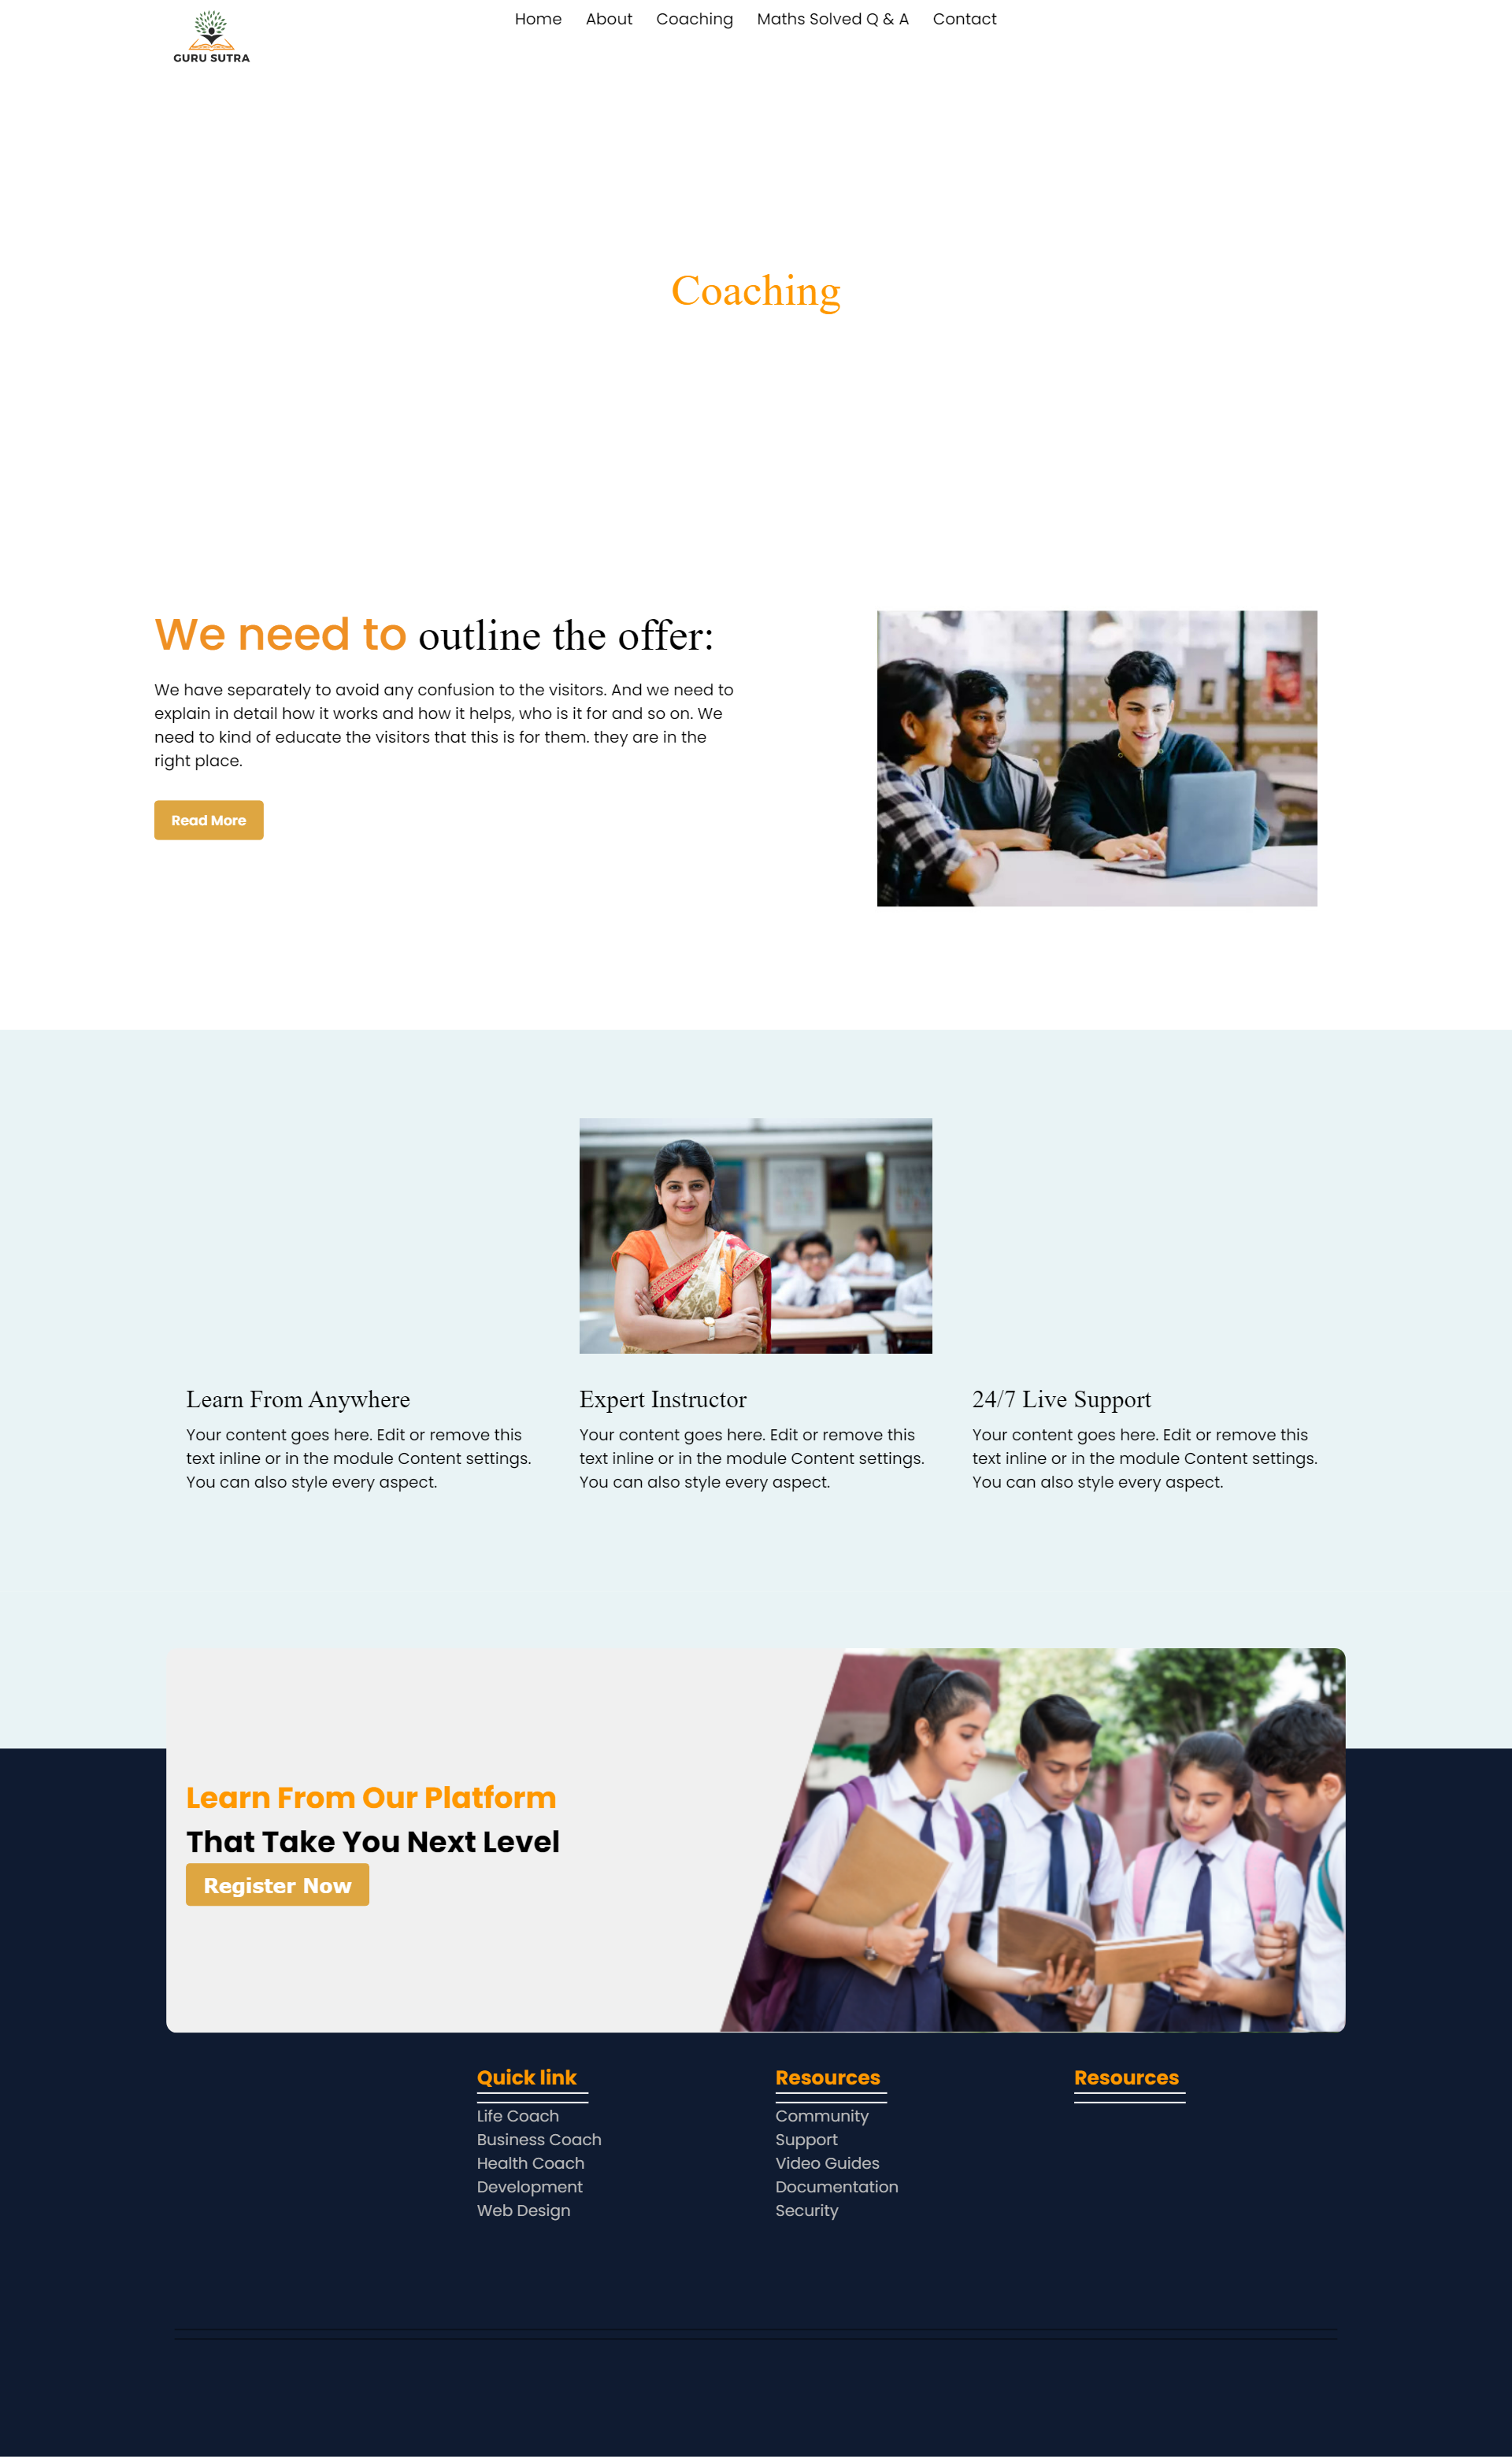 GURU SUTRA
Home About Coaching Maths Solved Q & A Contact
Coaching
We need to outline the offer:
We have separately to avoid any confusion to the visitors. And we need to
explain in detail how it works and how it helps, who is it for and so on. We
need to kind of educate the visitors that this is for them. they are in the
right place.
Read More
Learn From Anywhere
Your content goes here. Edit or remove this
text inline or in the module Content settings.
You can also style every aspect.
Expert Instructor
Your content goes here. Edit or remove this
text inline or in the module Content settings.
You can also style every aspect.
24/7 Live Support
Your content goes here. Edit or remove this
text inline or in the module Content settings.
You can also style every aspect.
Learn From Our Platform
That Take You Next Level
Register Now
Quick link
Life Coach
Business Coach
Health Coach
Development
Web Design
Resources
Community
Support
Video Guides
Documentation
Security
Resources